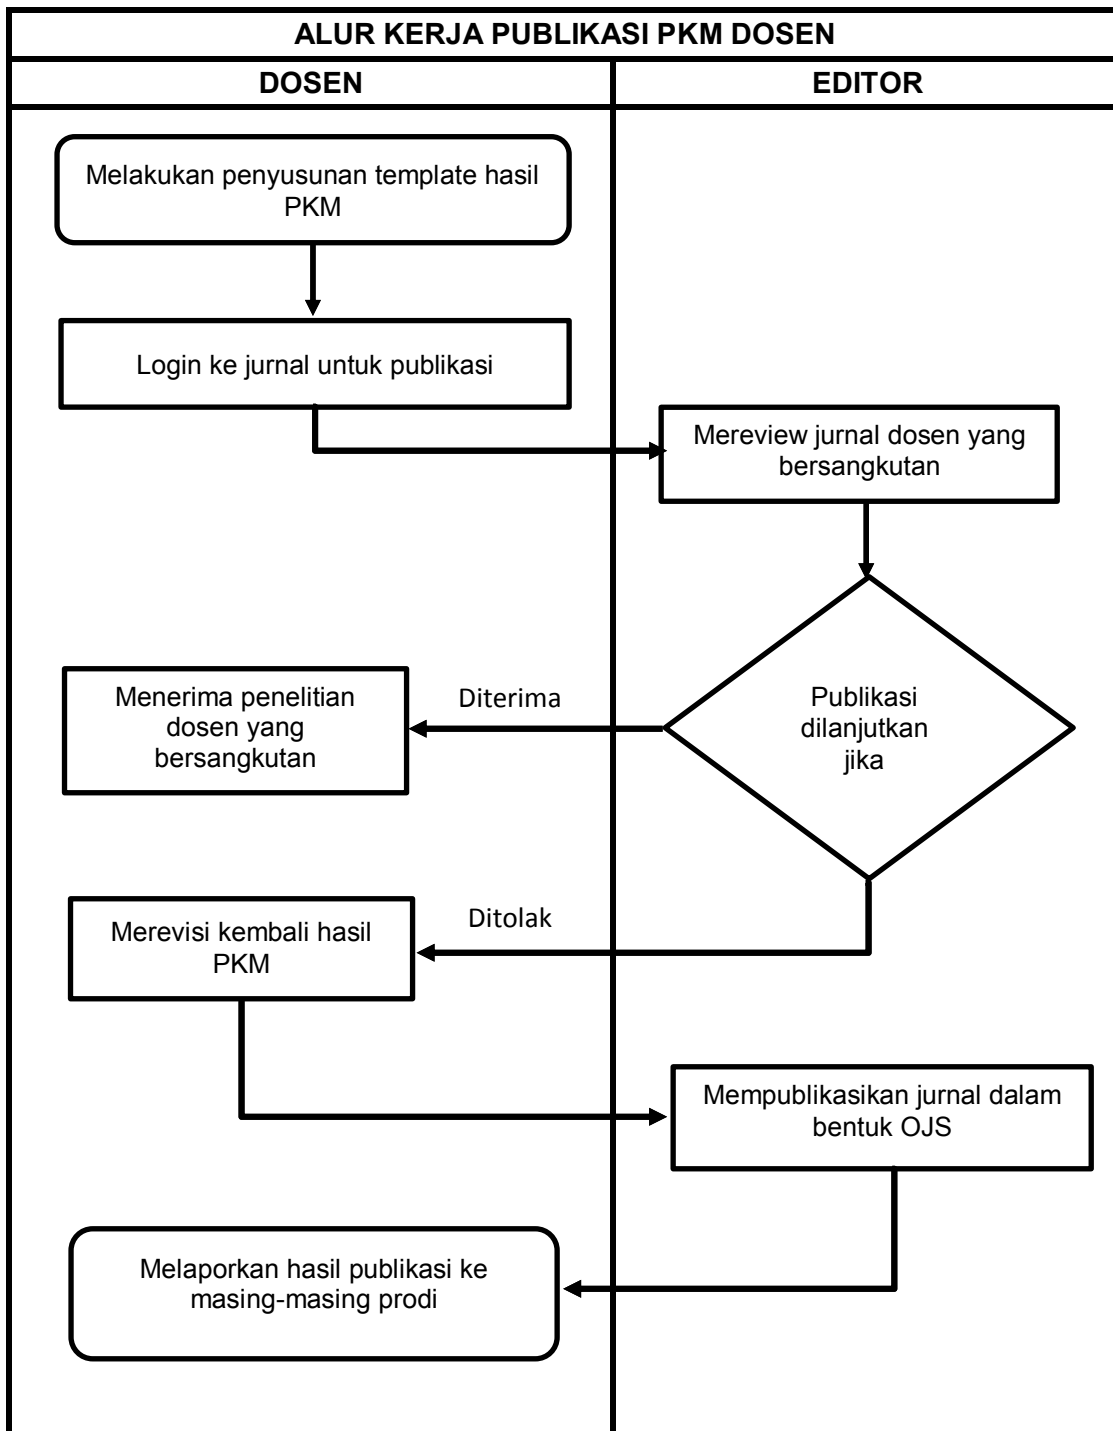 ALUR KERJA PUBLIKASI PKM DOSEN
DOSEN
EDITOR
Melakukan penyusunan template hasil
PKM
Login ke jurnal untuk publikasi
Mereview jurnal dosen yang
bersangkutan
Publikasi
dilanjutkan
jika
Diterima
Menerima penelitian
dosen yang
bersangkutan
Ditolak
Merevisi kembali hasil
PKM
Mempublikasikan jurnal dalam
bentuk OJS
Melaporkan hasil publikasi ke
masing-masing prodi